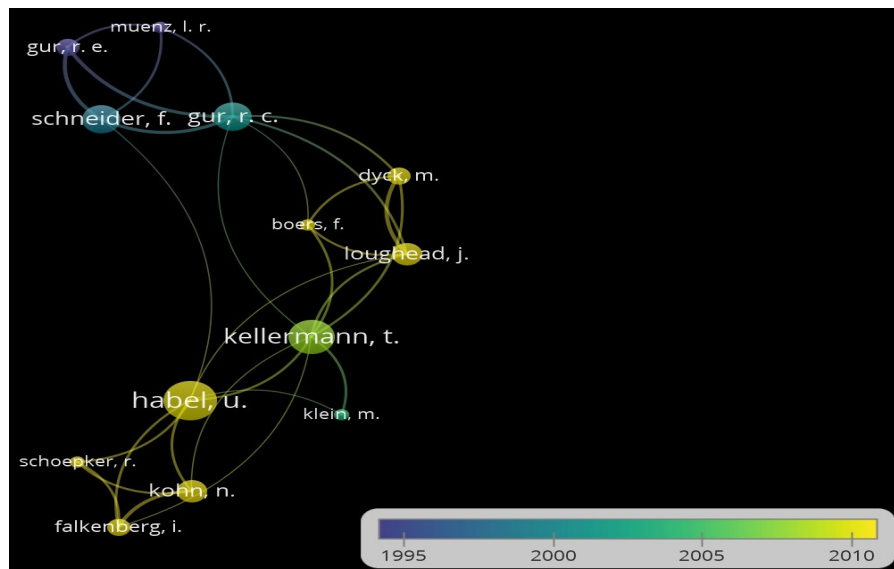 muenz, l. r.
gur, r. e.
schneider, f.
gur, r. c.
dyck, m.
boers, f.
loughead, j.
kellermann, t.
habel, u.
klein, m.
schoepker, r.
kohn, n.
falkenberg, i.
1995 2000 2005 2010